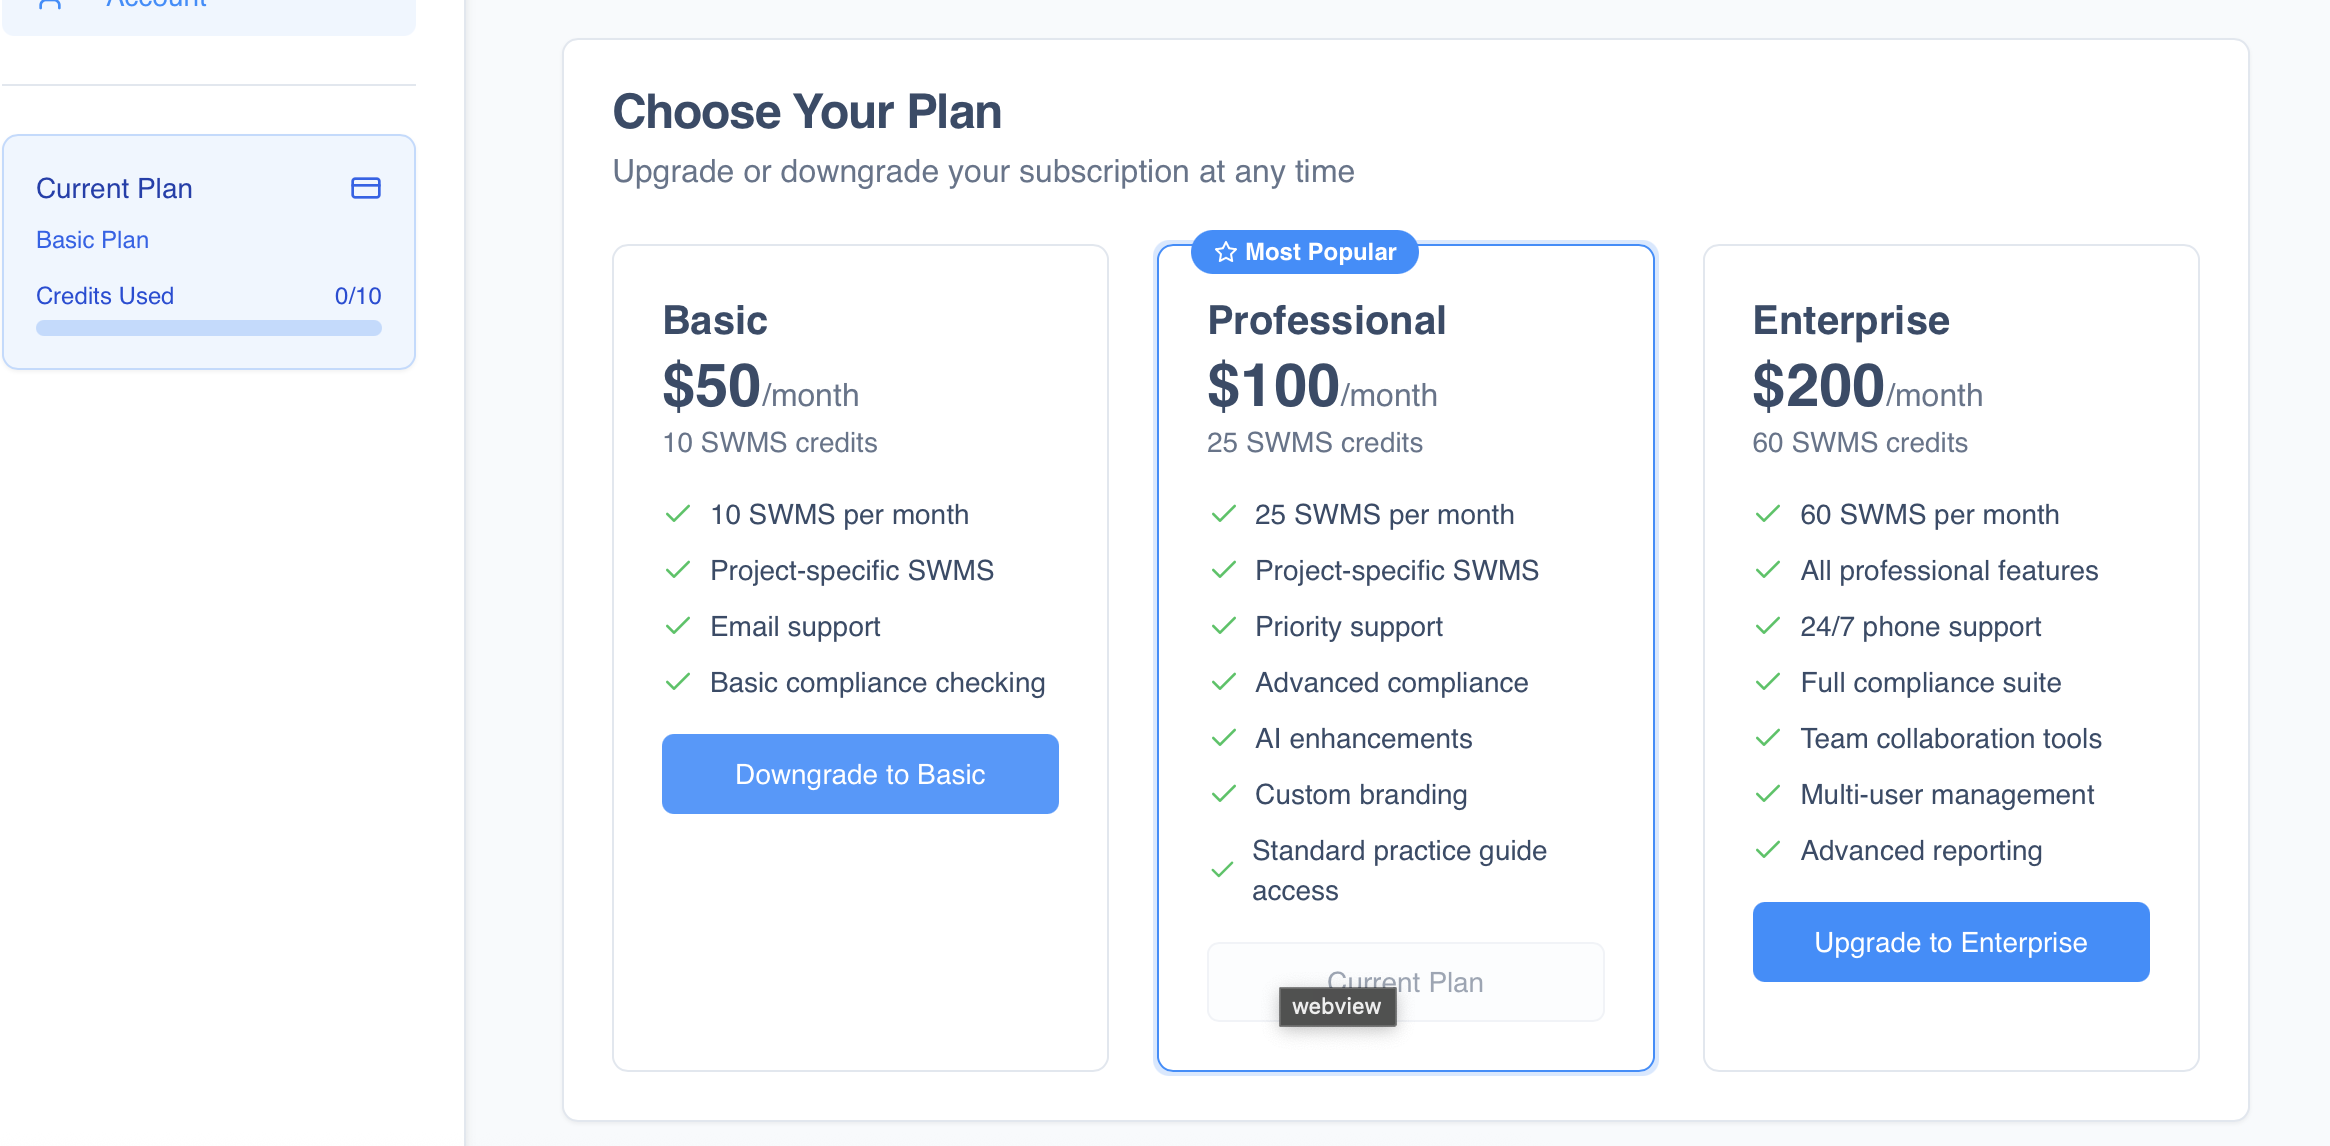 Account
Current Plan
Basic Plan
Credits Used 0/10
Choose Your Plan
Upgrade or downgrade your subscription at any time
Basic
$50/month
10 SWMS credits
10 SWMS per month
Project-specific SWMS
Email support
Basic compliance checking
Downgrade to Basic
Most Popular
Professional
$100/month
25 SWMS credits
25 SWMS per month
Project-specific SWMS
Priority support
Advanced compliance
AI enhancements
Custom branding
Standard practice guide
access
Current Plan
webview
Enterprise
$200/month
60 SWMS credits
60 SWMS per month
All professional features
24/7 phone support
Full compliance suite
Team collaboration tools
Multi-user management
Advanced reporting
Upgrade to Enterprise